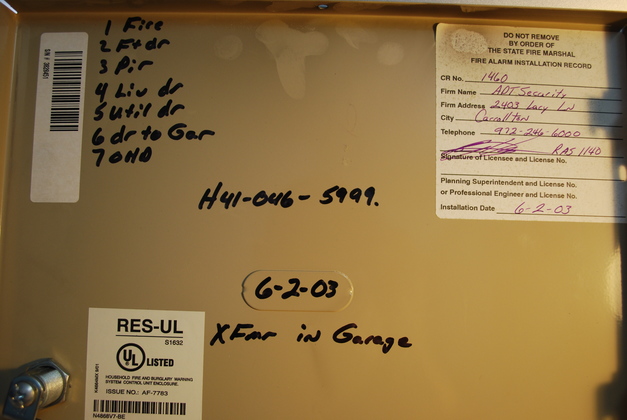 1 Fire
2 Ft dr
3 Pir
4 Liv dr
5 Util dr
6 dr to Gar
7 OHD
H41-046-5999.
6-2-03
XFmr in Garage
DO NOT REMOVE
BY ORDER OF
THE STATE FIRE MARSHAL
FIRE ALARM INSTALLATION RECORD
CR No. 1460
Firm Name ADT Security
Firm Address 2403 Lacy Ln
City Carrollton
Telephone 972-246-6000
RAS 1140
Signature of Licensee and License No.
Planning Superintendent and License No.
or Professional Engineer and License No.
Installation Date 6-2-03
RES-UL
S1632
UL LISTED
HOUSEHOLD FIRE AND BURGLARY WARNING
SYSTEM CONTROL UNIT ENCLOSURE.
ISSUE NO.: AF-7783
N4868V7-BE